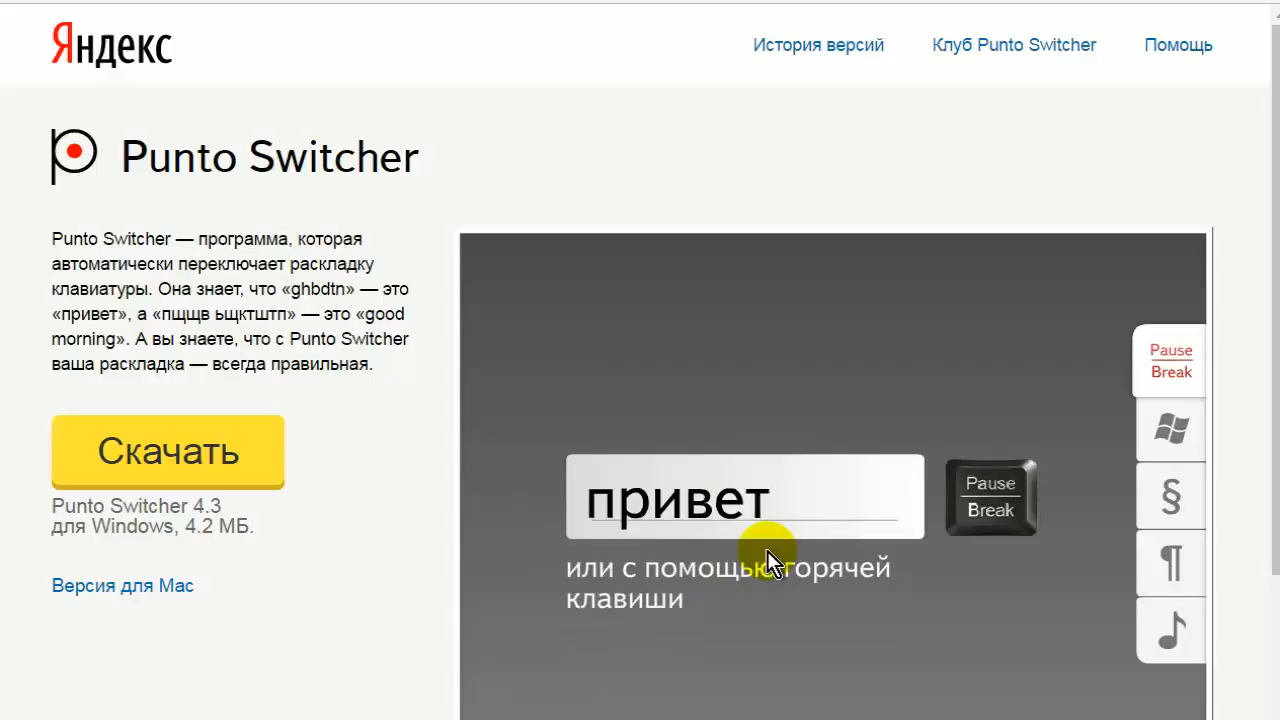 Яндекс
История версий
Клуб Punto Switcher
Помощь
Punto Switcher
Punto Switcher — программа, которая
автоматически переключает раскладку
клавиатуры. Она знает, что «ghbdtn» — это
«привет», а «пщщв ьщктштп» — это «good
morning». А вы знаете, что с Punto Switcher
ваша раскладка — всегда правильная.
Скачать
Punto Switcher 4.3
для Windows, 4.2 МБ.
Версия для Mac
привет
Pause
Break
или с помощью горячей
клавиши
Pause
Break
§
¶